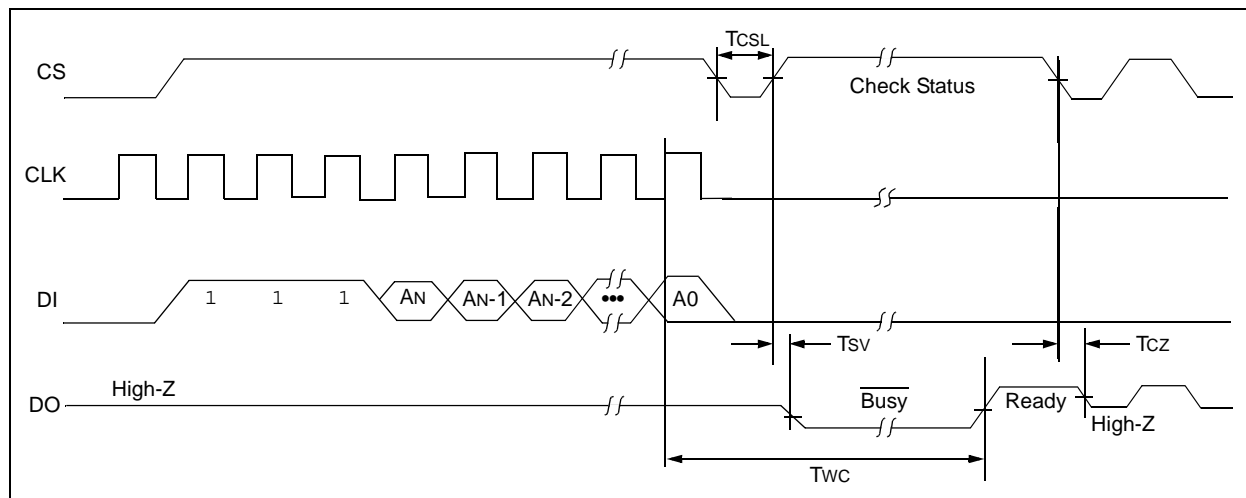 TCSL
CS
Check Status
CLK
DI
1 1 1 AN AN-1 AN-2 ••• A0
TSV
TCZ
High-Z
DO
Busy
Ready
High-Z
TWC